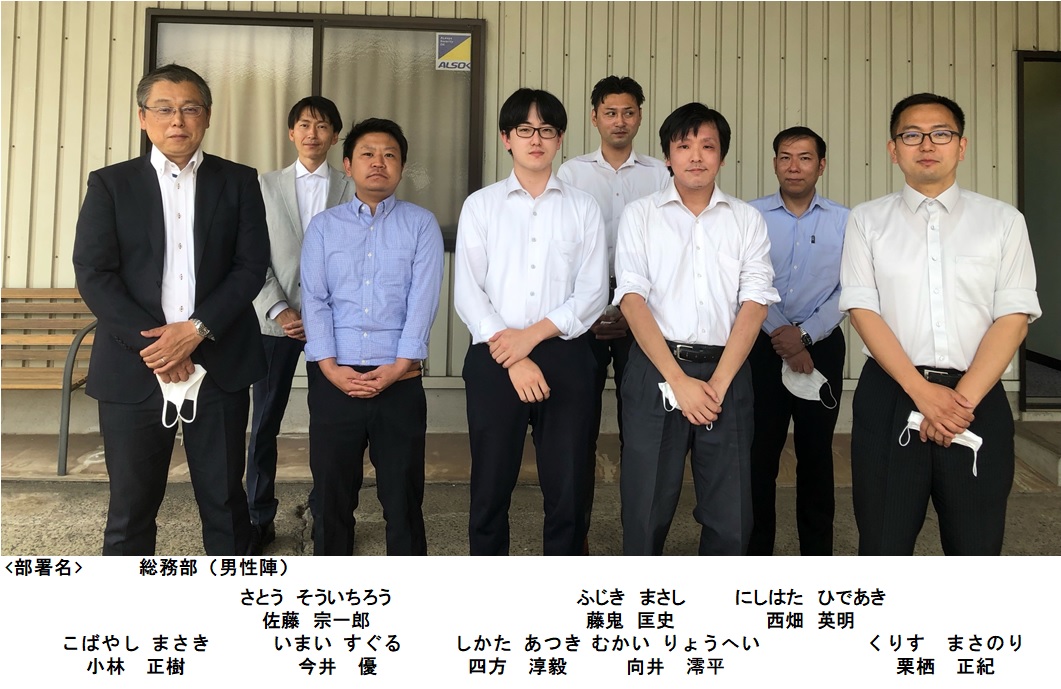 ALSOK
<部署名>　総務部（男性陣）
さとう そういちろう　ふじき まさし　にしはた ひであき
佐藤 宗一郎　藤鬼 匡史　西畑 英明
こばやし まさき　いまい すぐる　しかた あつき むかい りょうへい　くりす まさのり
小林 正樹　今井 優　四方 淳毅　向井 澪平　栗栖 正紀